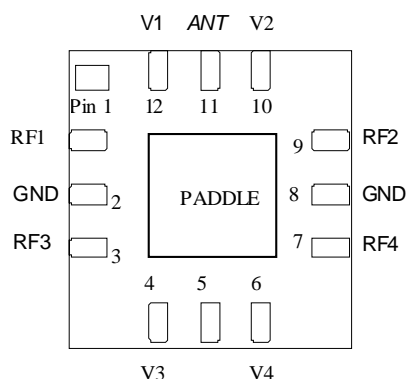 V1 ANT V2
Pin 1 12 11 10
RF1 9 RF2
GND 2 PADDLE 8 GND
RF3 3 7 RF4
4 5 6
V3 V4